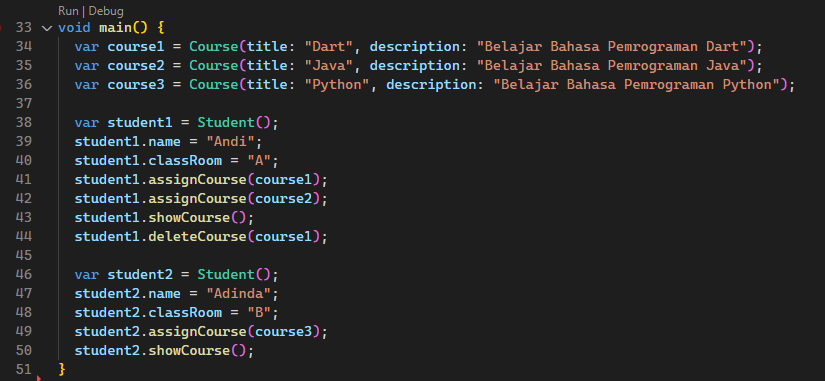 Run | Debug
33 void main() {
34 var course1 = Course(title: "Dart", description: "Belajar Bahasa Pemrograman Dart");
35 var course2 = Course(title: "Java", description: "Belajar Bahasa Pemrograman Java");
36 var course3 = Course(title: "Python", description: "Belajar Bahasa Pemrograman Python");
37
38 var student1 = Student();
39 student1.name = "Andi";
40 student1.classRoom = "A";
41 student1.assignCourse(course1);
42 student1.assignCourse(course2);
43 student1.showCourse();
44 student1.deleteCourse(course1);
45
46 var student2 = Student();
47 student2.name = "Adinda";
48 student2.classRoom = "B";
49 student2.assignCourse(course3);
50 student2.showCourse();
51 }